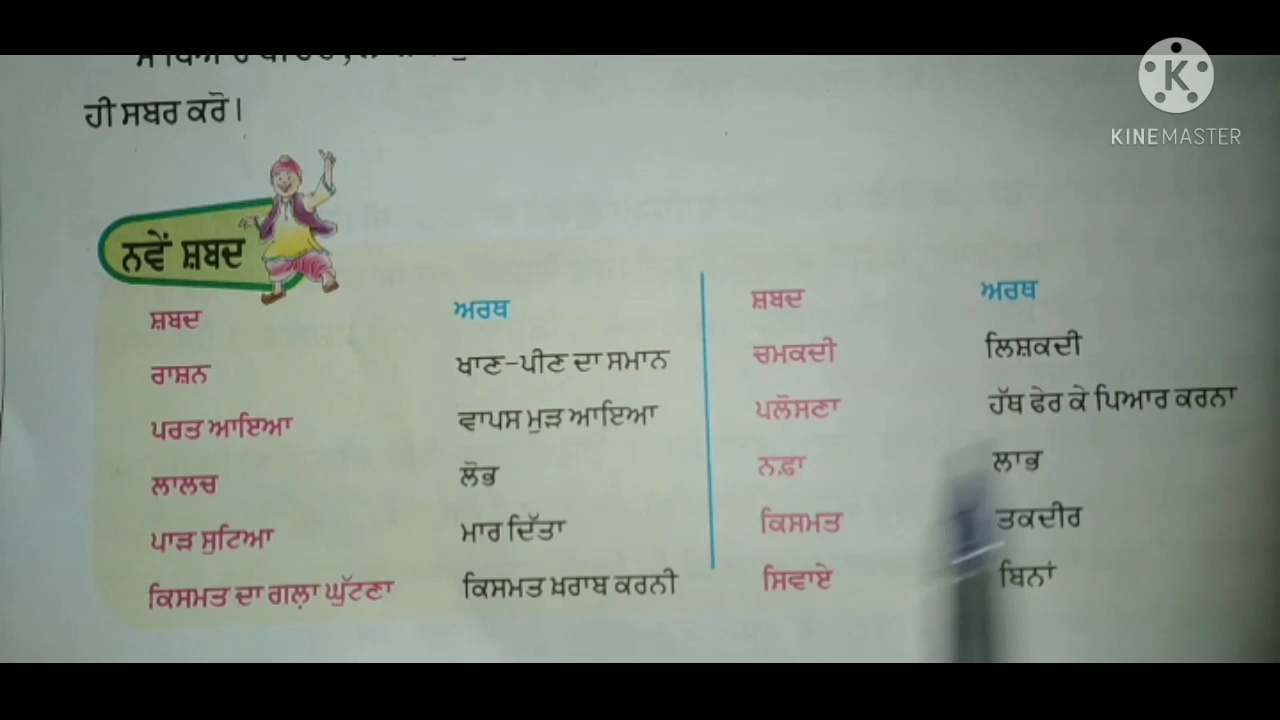 ਹੀ ਸਬਰ ਕਰੋ।
KINEMASTER
ਨਵੇਂ ਸ਼ਬਦ
ਸ਼ਬਦ ਅਰਥ
ਰਾਸ਼ਨ ਖਾਣ-ਪੀਣ ਦਾ ਸਮਾਨ
ਪਰਤ ਆਇਆ ਵਾਪਸ ਮੁੜ ਆਇਆ
ਲਾਲਚ ਲੋਭ
ਪਾੜ ਸੁਟਿਆ ਮਾਰ ਦਿੱਤਾ
ਕਿਸਮਤ ਦਾ ਗਲ਼ਾ ਘੁੱਟਣਾ ਕਿਸਮਤ ਖ਼ਰਾਬ ਕਰਨੀ
ਸ਼ਬਦ ਅਰਥ
ਚਮਕਦੀ ਲਿਸ਼ਕਦੀ
ਪਲੋਸਣਾ ਹੱਥ ਫੇਰ ਕੇ ਪਿਆਰ ਕਰਨਾ
ਨਫ਼ਾ ਲਾਭ
ਕਿਸਮਤ ਤਕਦੀਰ
ਸਿਵਾਏ ਬਿਨਾਂ